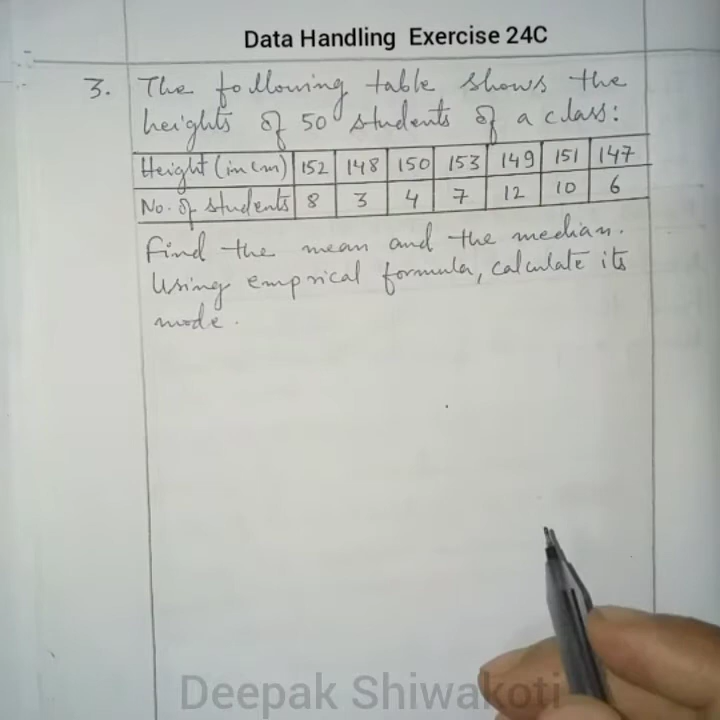 Data Handling Exercise 24C
3. The following table shows the
heights of 50 students of a class:
Height (in cm) 152 148 150 153 149 151 147
No. of students 8 3 4 7 12 10 6
Find the mean and the median.
Using emprical formula, calculate its
mode.
Deepak Shiwakoti